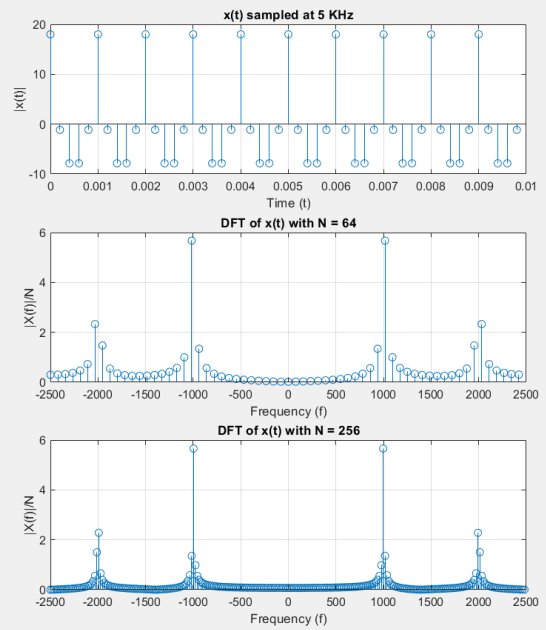 x(t) sampled at 5 KHz
20
10
0
-10
|x(t)|
0 0.001 0.002 0.003 0.004 0.005 0.006 0.007 0.008 0.009 0.01
Time (t)
DFT of x(t) with N = 64
6
4
2
0
|X(f)|/N
-2500 -2000 -1500 -1000 -500 0 500 1000 1500 2000 2500
Frequency (f)
DFT of x(t) with N = 256
6
4
2
0
|X(f)|/N
-2500 -2000 -1500 -1000 -500 0 500 1000 1500 2000 2500
Frequency (f)